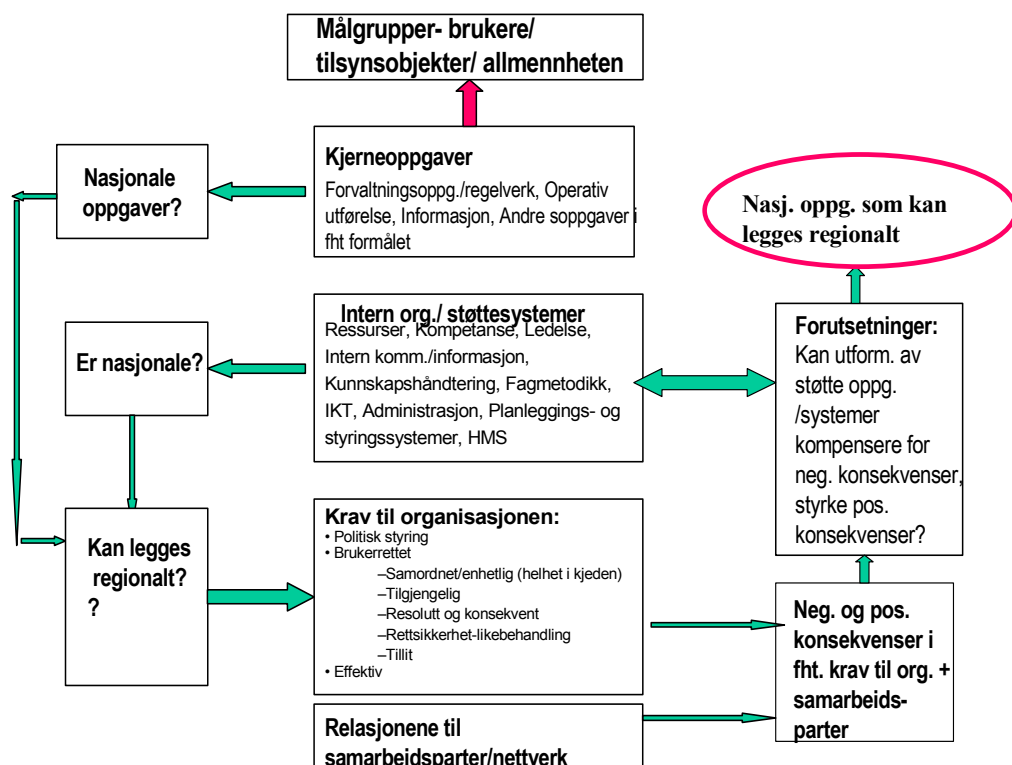 Målgrupper- brukere/
tilsynsobjekter/ allmennheten
Kjerneoppgaver
Forvaltningsoppg./regelverk, Operativ
utførelse, Informasjon, Andre soppgaver i
fht formålet
Nasjonale
oppgaver?
Nasj. oppg. som kan
legges regionalt
Intern org./ støttesystemer
Ressurser, Kompetanse, Ledelse,
Intern komm./informasjon,
Kunnskapshåndtering, Fagmetodikk,
IKT, Administrasjon, Planleggings- og
styringssystemer, HMS
Er nasjonale?
Forutsetninger:
Kan utform. av
støtte oppg.
/systemer
kompensere for
neg. konsekvenser,
styrke pos.
konsekvenser?
Kan legges
regionalt?
?
Krav til organisasjonen:
• Politisk styring
• Brukerrettet
–Samordnet/enhetlig (helhet i kjeden)
–Tilgjengelig
–Resolutt og konsekvent
–Rettsikkerhet-likebehandling
–Tillit
• Effektiv
Neg. og pos.
konsekvenser i
fht. krav til org. +
samarbeids-
parter
Relasjonene til
samarbeidsparter/nettverk